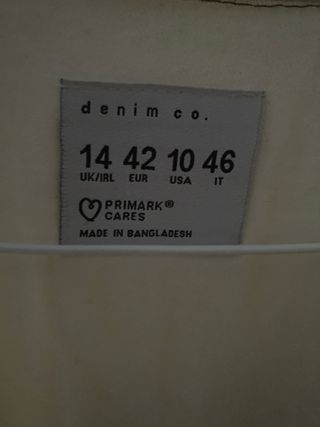 denim co.
14 42 10 46
UK/IRL EUR USA IT
PRIMARK®
CARES
MADE IN BANGLADESH